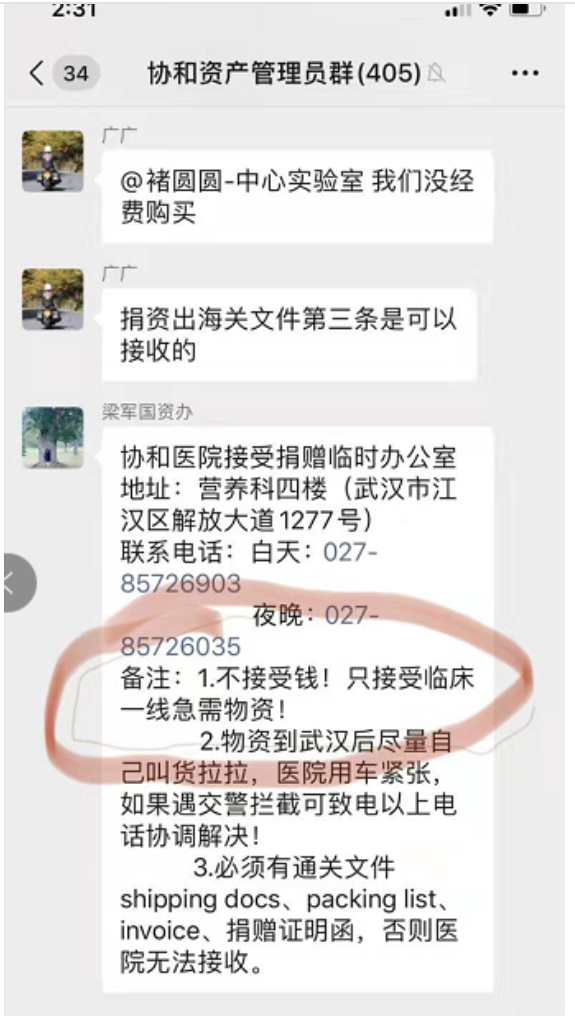 2:31
34
协和资产管理员群(405)
广广
@褚圆圆-中心实验室 我们没经
费购买
广广
捐资出海关文件第三条是可以
接收的
梁军国资办
协和医院接受捐赠临时办公室
地址：营养科四楼（武汉市江
汉区解放大道1277号）
联系电话：白天：027-
85726903
夜晚：027-
85726035
备注：1.不接受钱！只接受临床
一线急需物资！
2.物资到武汉后尽量自
己叫货拉拉，医院用车紧张，
如果遇交警拦截可致电以上电
话协调解决！
3.必须有通关文件
shipping docs、packing list、
invoice、捐赠证明函，否则医
院无法接收。